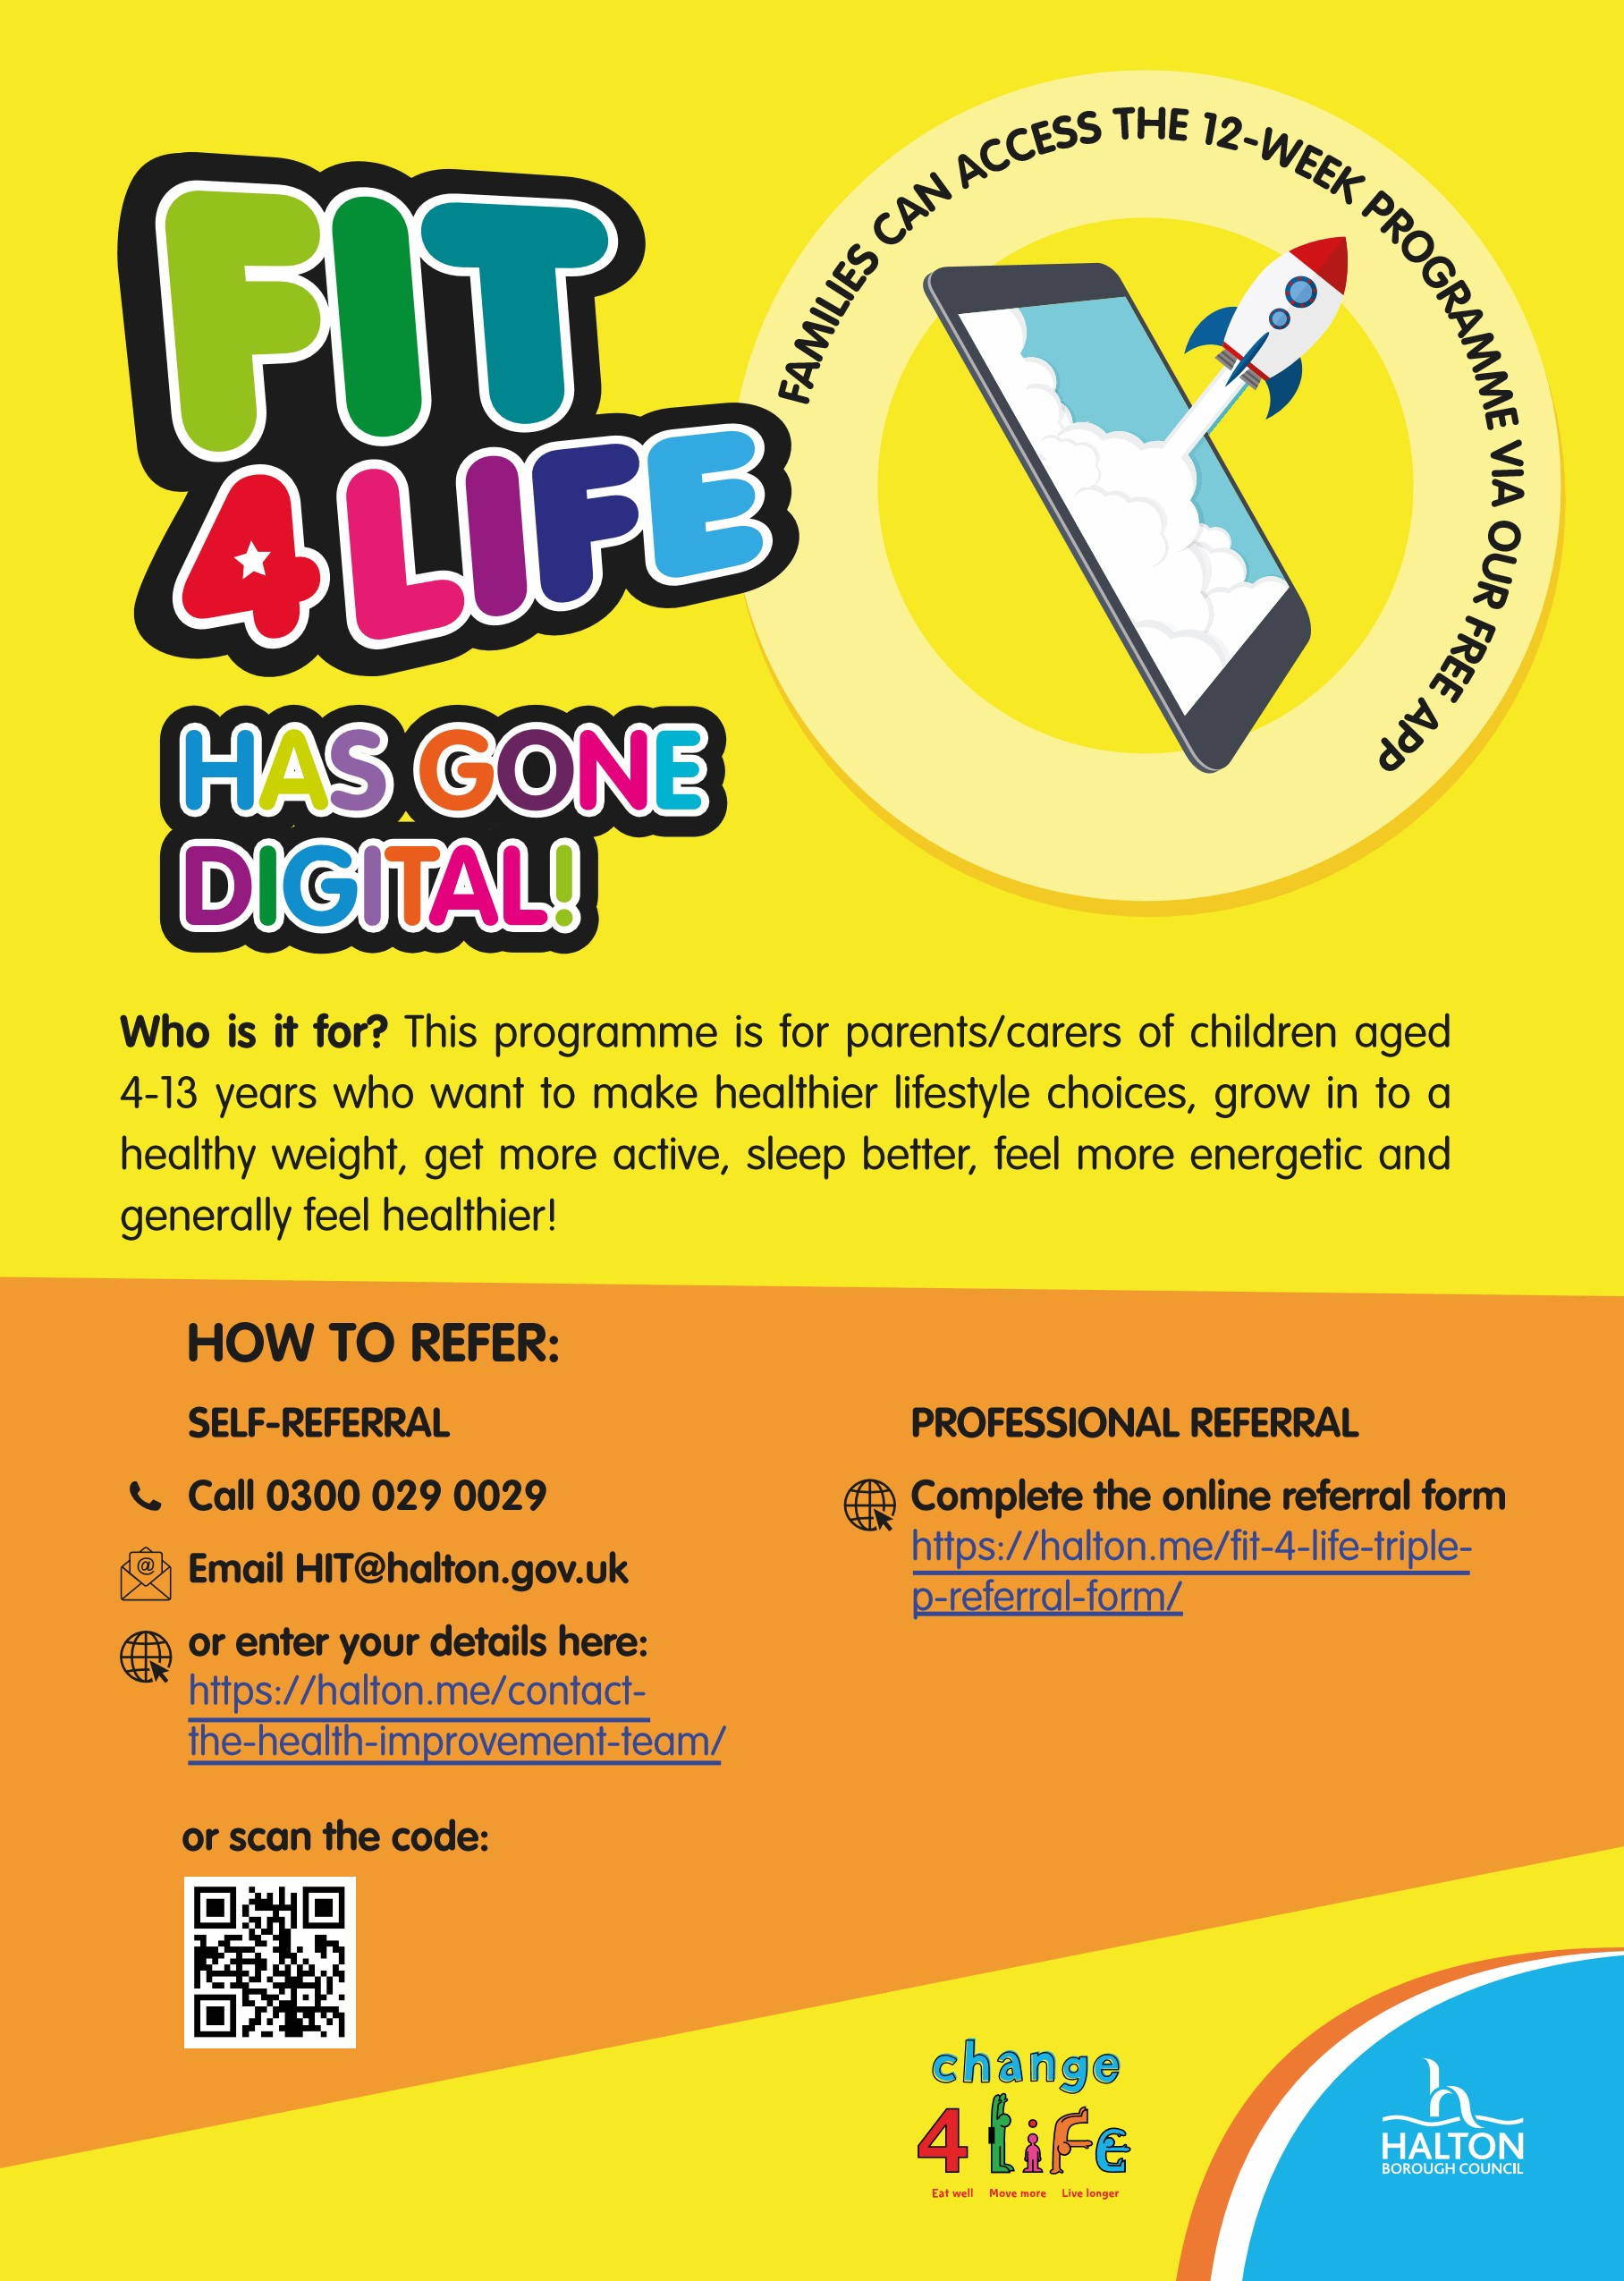 FIT
4 LIFE
HAS GONE
DIGITAL!
FAMILIES CAN ACCESS THE 12-WEEK PROGRAMME VIA OUR FREE APP
Who is it for? This programme is for parents/carers of children aged
4-13 years who want to make healthier lifestyle choices, grow in to a
healthy weight, get more active, sleep better, feel more energetic and
generally feel healthier!
HOW TO REFER:
SELF-REFERRAL
Call 0300 029 0029
@
Email HIT@halton.gov.uk
or enter your details here:
https://halton.me/contact-
the-health-improvement-team/
or scan the code:
PROFESSIONAL REFERRAL
Complete the online referral form
https://halton.me/fit-4-life-triple-
p-referral-form/
change
4 LiFe
Eat well Move more Live longer
HALTON
BOROUGH COUNCIL